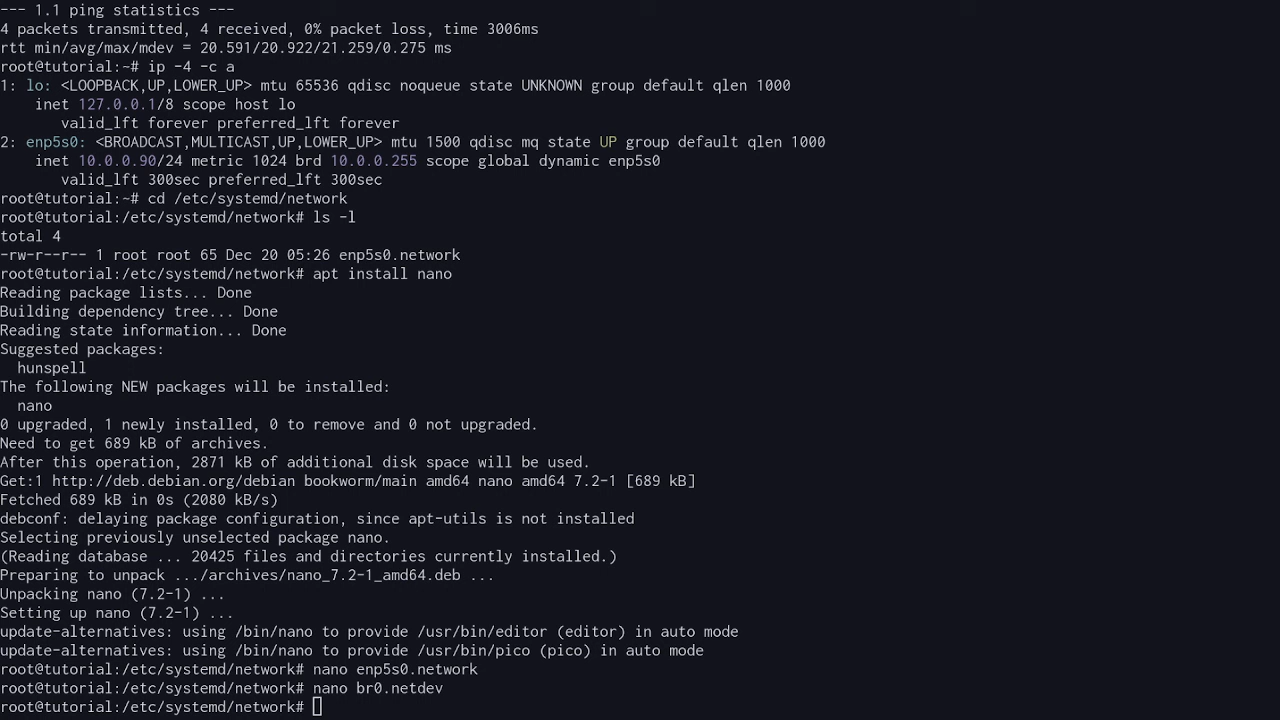 --- 1.1 ping statistics ---
4 packets transmitted, 4 received, 0% packet loss, time 3006ms
rtt min/avg/max/mdev = 20.591/20.922/21.259/0.275 ms
root@tutorial:~# ip -4 -c a
1: lo: <LOOPBACK,UP,LOWER_UP> mtu 65536 qdisc noqueue state UNKNOWN group default qlen 1000
    inet 127.0.0.1/8 scope host lo
       valid_lft forever preferred_lft forever
2: enp5s0: <BROADCAST,MULTICAST,UP,LOWER_UP> mtu 1500 qdisc mq state UP group default qlen 1000
    inet 10.0.0.90/24 metric 1024 brd 10.0.0.255 scope global dynamic enp5s0
       valid_lft 300sec preferred_lft 300sec
root@tutorial:~# cd /etc/systemd/network
root@tutorial:/etc/systemd/network# ls -l
total 4
-rw-r--r-- 1 root root 65 Dec 20 05:26 enp5s0.network
root@tutorial:/etc/systemd/network# apt install nano
Reading package lists... Done
Building dependency tree... Done
Reading state information... Done
Suggested packages:
  hunspell
The following NEW packages will be installed:
  nano
0 upgraded, 1 newly installed, 0 to remove and 0 not upgraded.
Need to get 689 kB of archives.
After this operation, 2871 kB of additional disk space will be used.
Get:1 http://deb.debian.org/debian bookworm/main amd64 nano amd64 7.2-1 [689 kB]
Fetched 689 kB in 0s (2080 kB/s)
debconf: delaying package configuration, since apt-utils is not installed
Selecting previously unselected package nano.
(Reading database ... 20425 files and directories currently installed.)
Preparing to unpack .../archives/nano_7.2-1_amd64.deb ...
Unpacking nano (7.2-1) ...
Setting up nano (7.2-1) ...
update-alternatives: using /bin/nano to provide /usr/bin/editor (editor) in auto mode
update-alternatives: using /bin/nano to provide /usr/bin/pico (pico) in auto mode
root@tutorial:/etc/systemd/network# nano enp5s0.network
root@tutorial:/etc/systemd/network# nano br0.netdev
root@tutorial:/etc/systemd/network#